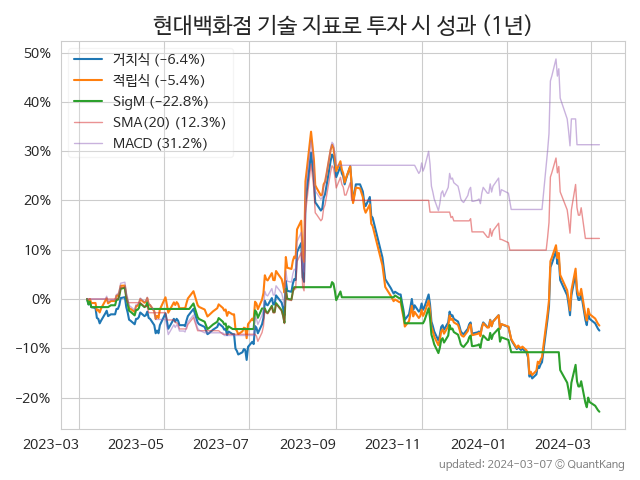 현대백화점 기술 지표로 투자 시 성과 (1년)
50%
40%
30%
20%
10%
0%
−10%
−20%
거치식 (−6.4%)
적립식 (−5.4%)
SigM (−22.8%)
SMA(20) (12.3%)
MACD (31.2%)
2023−03
2023−05
2023−07
2023−09
2023−11
2024−01
2024−03
updated: 2024−03−07 © QuantKang